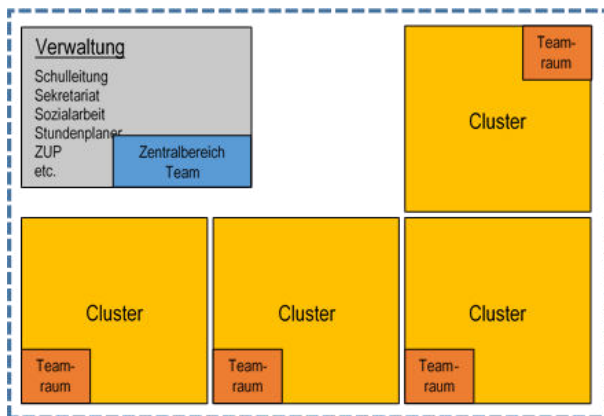 Verwaltung
Schulleitung
Sekretariat
Sozialarbeit
Stundenplaner
ZUP
etc.
Zentralbereich
Team
Team-
raum
Cluster
Cluster
Team-
raum
Cluster
Team-
raum
Cluster
Team-
raum